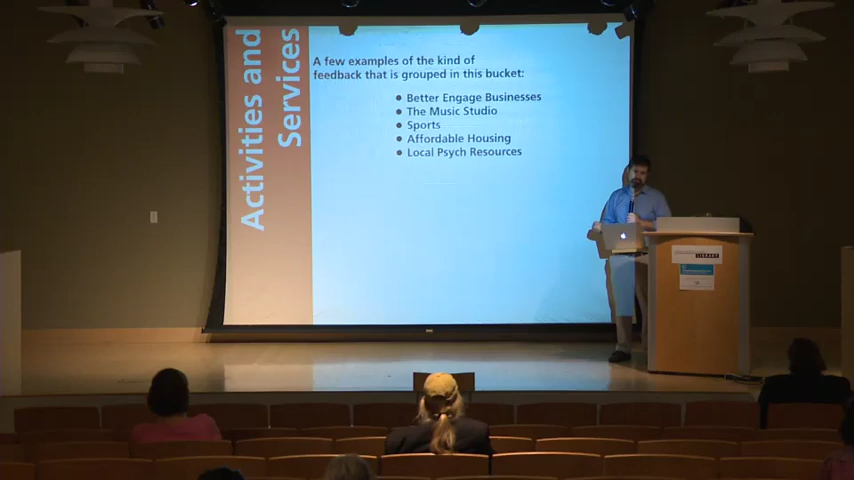 Activities and
Services
A few examples of the kind of
feedback that is grouped in this bucket:
• Better Engage Businesses
• The Music Studio
• Sports
• Affordable Housing
• Local Psych Resources
LIBRARY